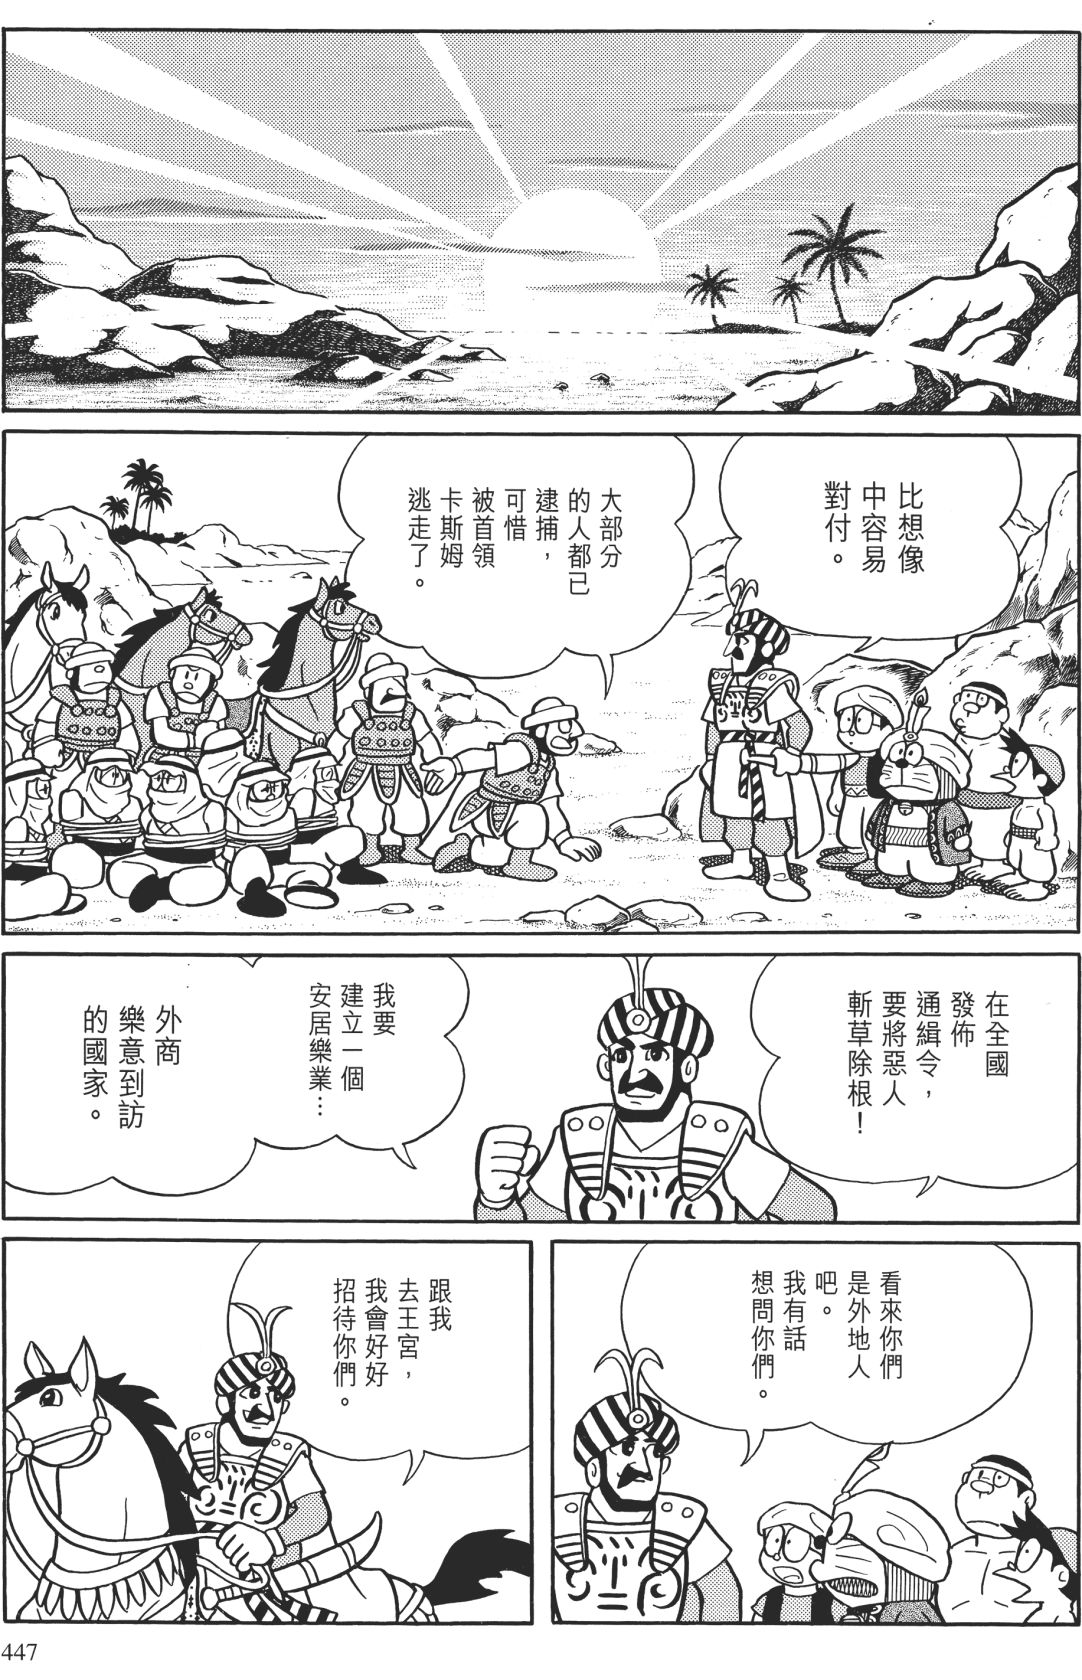 比想像
中容易
對付。
大部分
的人都已
逮捕，
可惜
被首領
卡斯姆
逃走了。
在全國
發佈
通緝令，
要將惡人
斬草除根！
我要
建立一個
安居樂業…
外商
樂意到訪
的國家。
看來你們
是外地人
吧。
我有話
想問你們。
跟我
去王宮，
我會好好
招待你們。
447